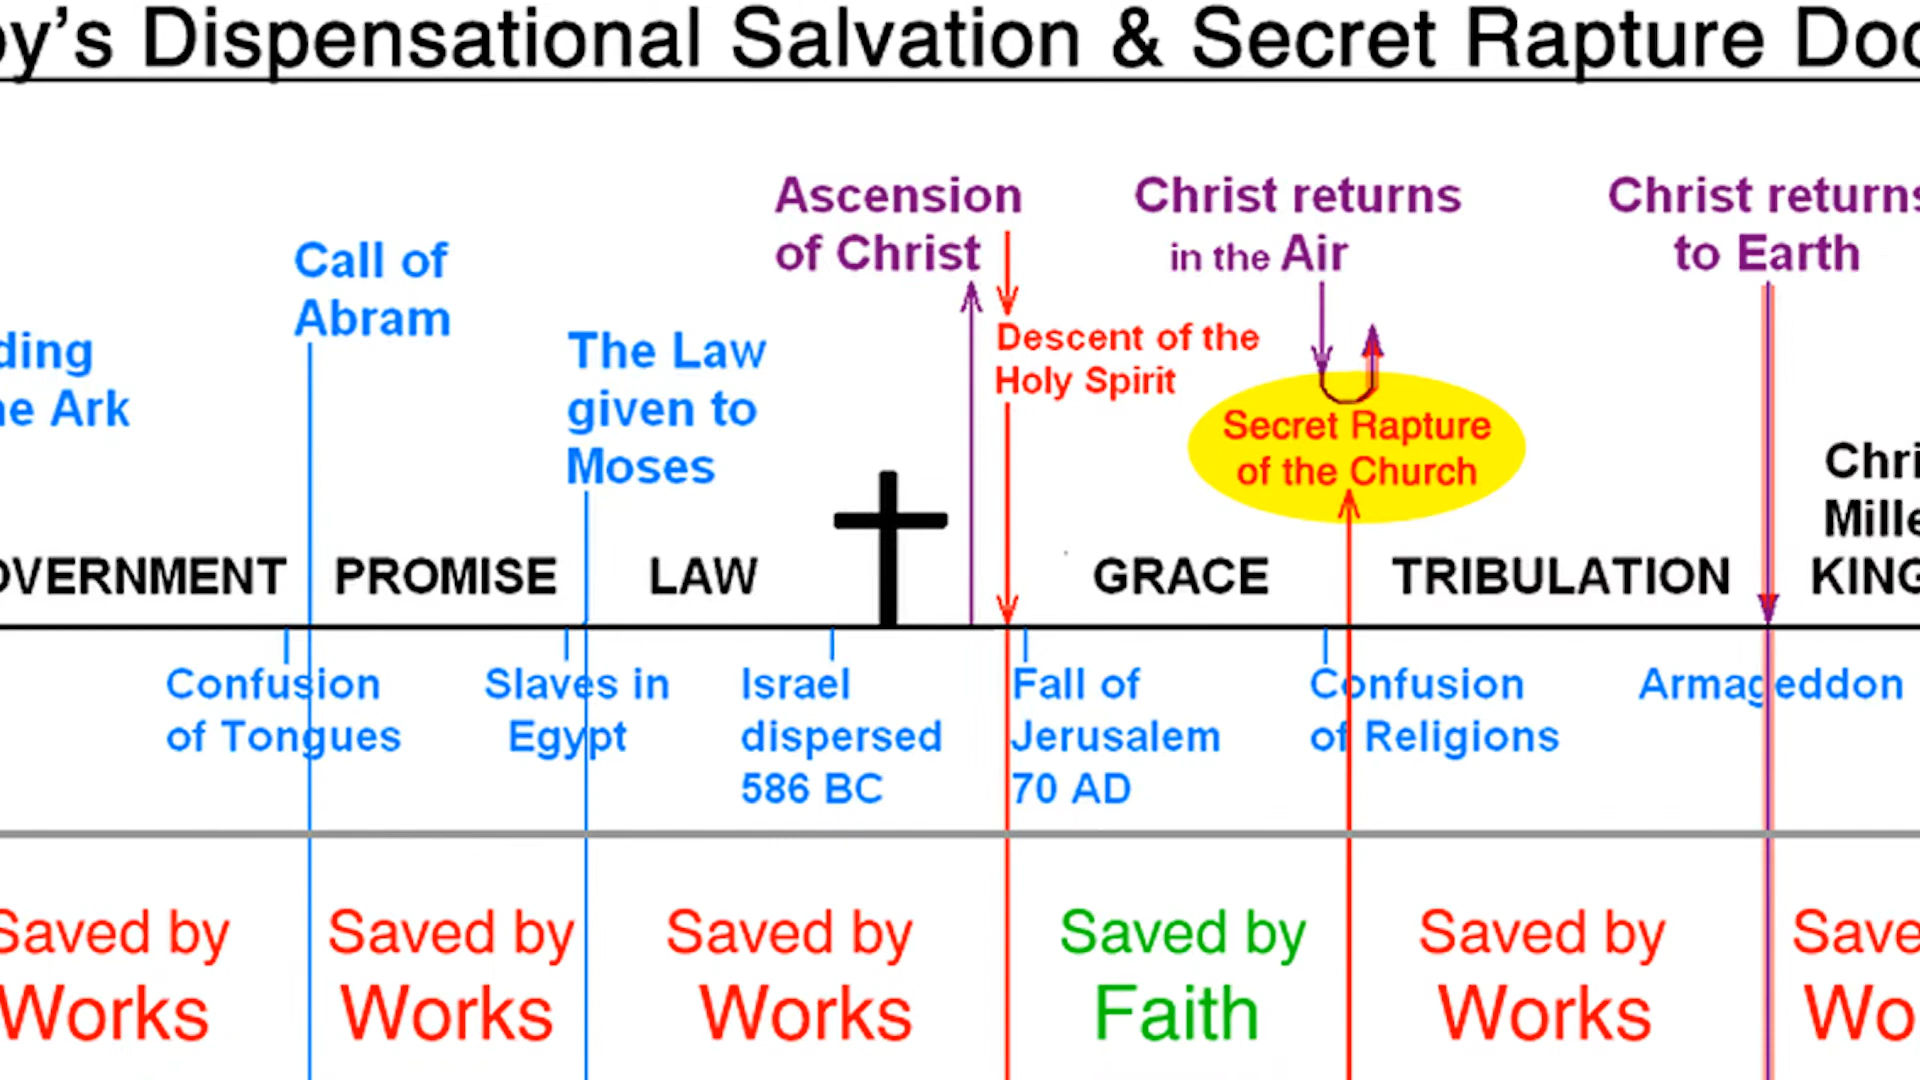 y’s Dispensational Salvation & Secret Rapture Doc
Ascension
of Christ
Christ returns
in the Air
Christ returns
to Earth
Call of
Abram
ding
he Ark
The Law
given to
Moses
Descent of the
Holy Spirit
Secret Rapture
of the Church
Chri
Mille
KING
OVERNMENT
PROMISE
LAW
GRACE
TRIBULATION
Confusion
of Tongues
Slaves in
Egypt
Israel
dispersed
586 BC
Fall of
Jerusalem
70 AD
Confusion
of Religions
Armageddon
Saved by
Works
Saved by
Works
Saved by
Works
Saved by
Faith
Saved by
Works
Save
Wo